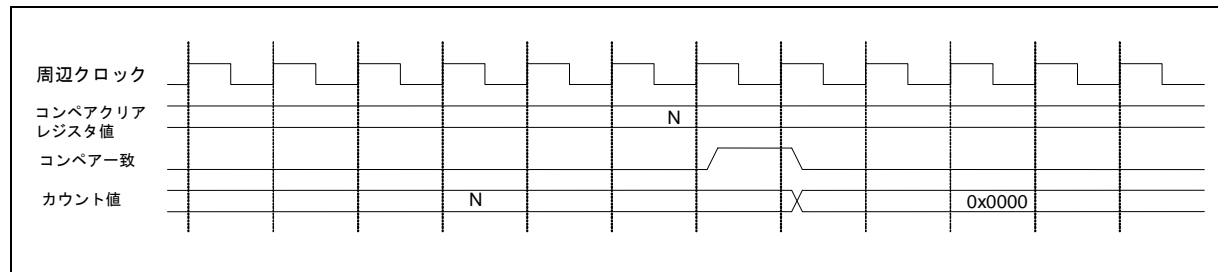 周辺クロック
コンペアクリア
レジスタ値
N
コンペア一致
カウント値
N
0x0000